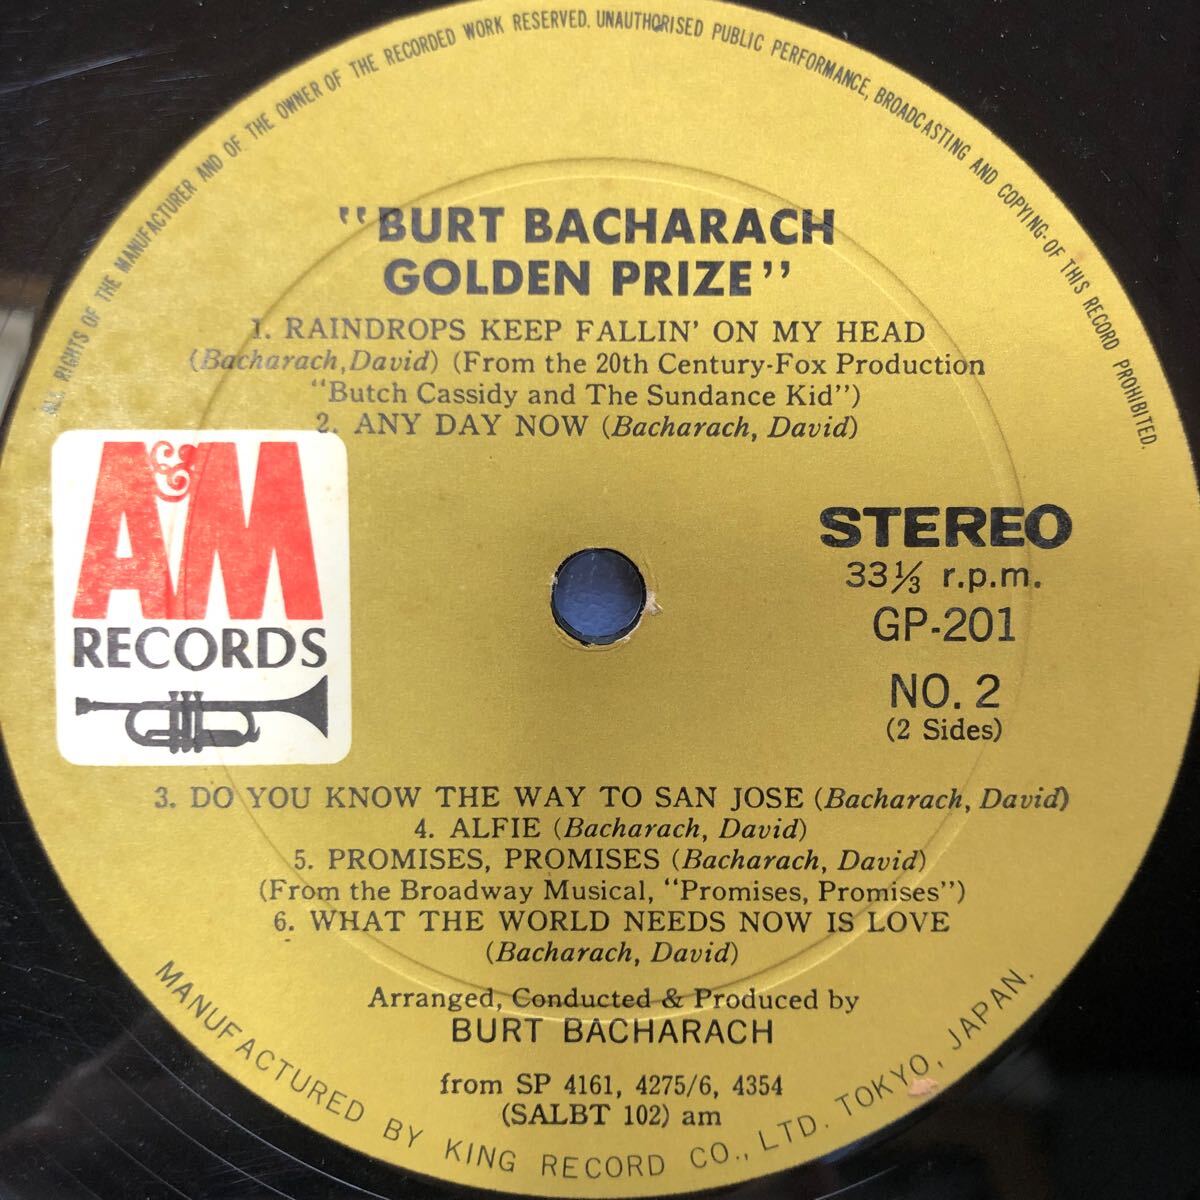 ALL RIGHTS OF THE MANUFACTURER AND OF THE OWNER OF THE RECORDED WORK RESERVED. UNAUTHORISED PUBLIC PERFORMANCE, BROADCASTING AND COPYING OF THIS RECORD PROHIBITED.
"BURT BACHARACH
GOLDEN PRIZE"
1. RAINDROPS KEEP FALLIN' ON MY HEAD
(Bacharach, David) (From the 20th Century-Fox Production
"Butch Cassidy and The Sundance Kid")
2. ANY DAY NOW (Bacharach, David)
A&M
RECORDS
STEREO
33⅓ r.p.m.
GP-201
NO. 2
(2 Sides)
3. DO YOU KNOW THE WAY TO SAN JOSE (Bacharach, David)
4. ALFIE (Bacharach, David)
5. PROMISES, PROMISES (Bacharach, David)
(From the Broadway Musical, "Promises, Promises")
6. WHAT THE WORLD NEEDS NOW IS LOVE
(Bacharach, David)
Arranged, Conducted & Produced by
BURT BACHARACH
from SP 4161, 4275/6, 4354
(SALBT 102) am
MANUFACTURED BY KING RECORD CO., LTD. TOKYO, JAPAN.